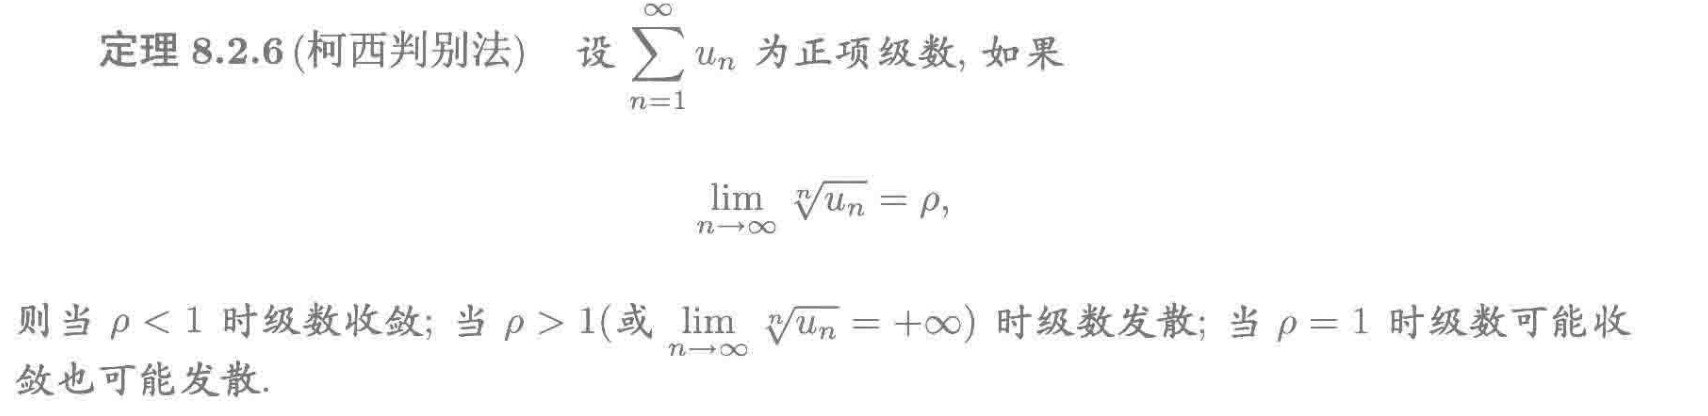 定理 8.2.6 (柯西判别法) 设 $\sum_{n=1}^{\infty} u_n$ 为正项级数, 如果
$\lim_{n\to\infty} \sqrt[n]{u_n} = \rho,$
则当 $\rho < 1$ 时级数收敛; 当 $\rho > 1$(或 $\lim_{n\to\infty} \sqrt[n]{u_n} = +\infty$) 时级数发散; 当 $\rho = 1$ 时级数可能收
敛也可能发散.